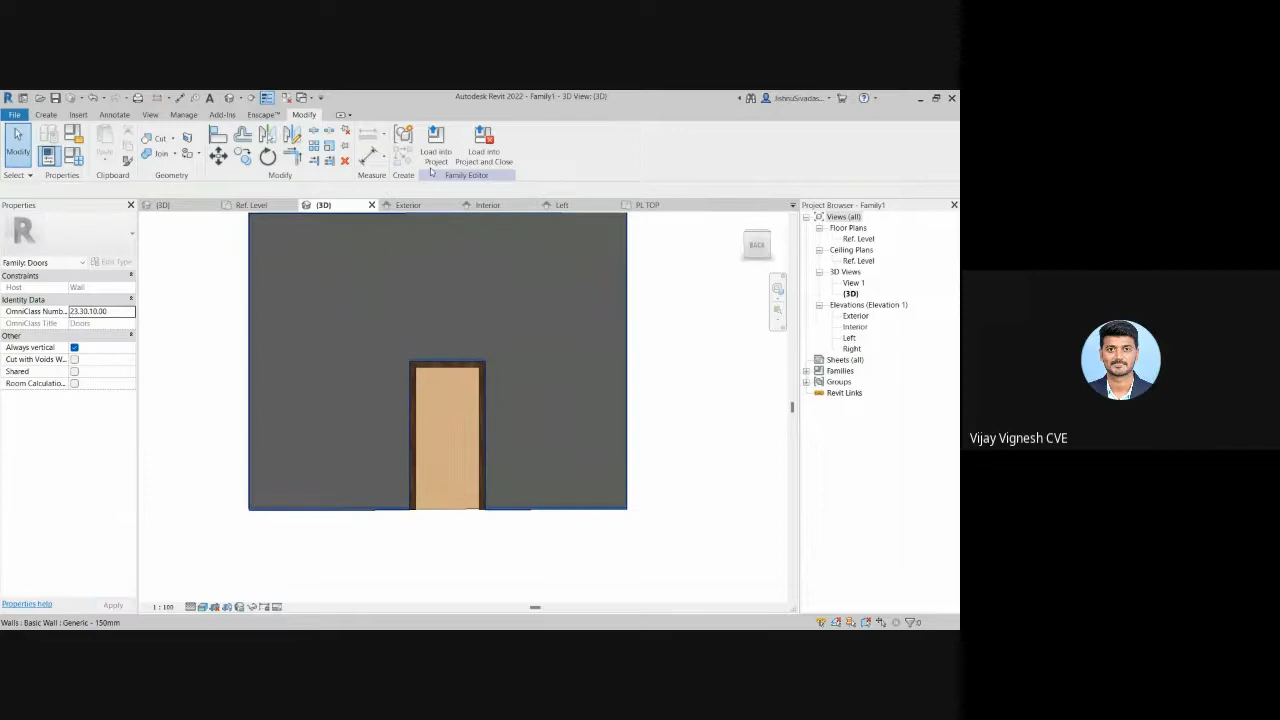 Autodesk Revit 2022 - Family1 - 3D View: {3D}
JishnuSivadas...
File Create Insert Annotate View Manage Add-Ins Enscape™ Modify
Modify
Paste
Cut
Join
Load into
Project
Load into
Project and Close
Select Properties Clipboard Geometry Modify Measure Create Family Editor
Properties
{3D} Ref. Level {3D} Exterior Interior Left PL TOP
Project Browser - Family1
Family: Doors
Edit Type
Constraints
Host Wall
Identity Data
OmniClass Numb... 23.30.10.00
OmniClass Title Doors
Other
Always vertical
Cut with Voids W...
Shared
Room Calculatio...
BACK
Views (all)
Floor Plans
Ref. Level
Ceiling Plans
Ref. Level
3D Views
View 1
{3D}
Elevations (Elevation 1)
Exterior
Interior
Left
Right
Sheets (all)
Families
Groups
Revit Links
Vijay Vignesh CVE
Properties help
Apply
1 : 100
Walls : Basic Wall : Generic - 150mm
:0